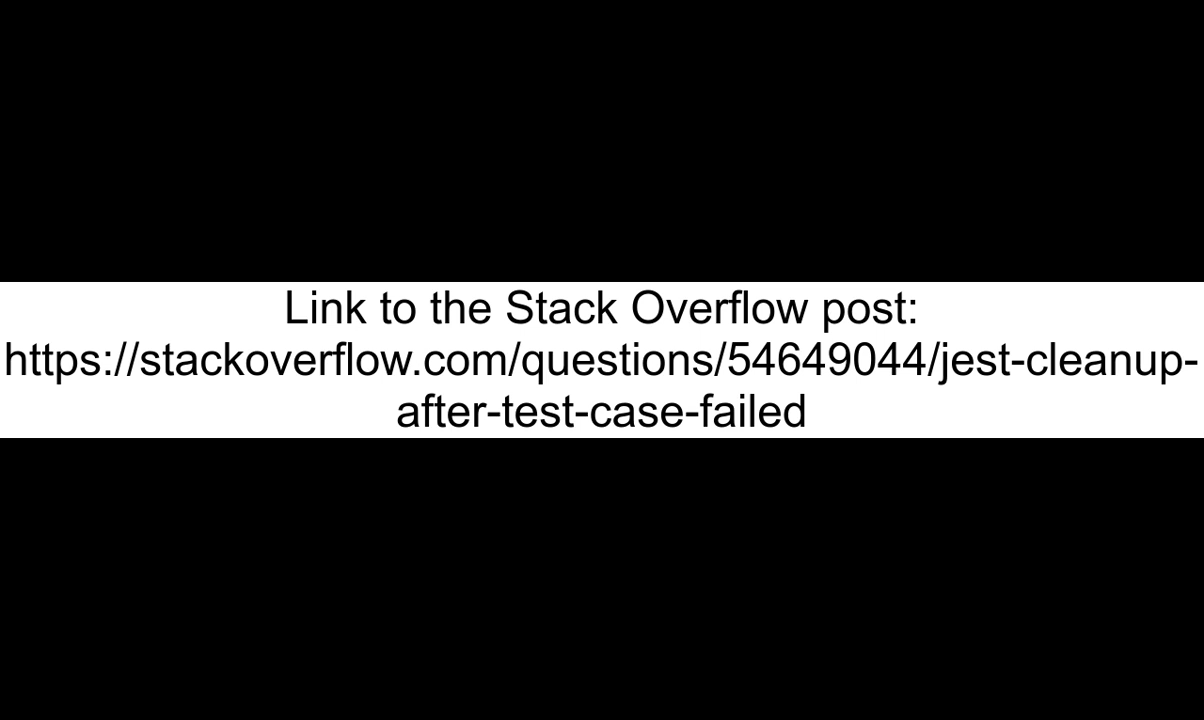 Link to the Stack Overflow post:
https://stackoverflow.com/questions/54649044/jest-cleanup-
after-test-case-failed